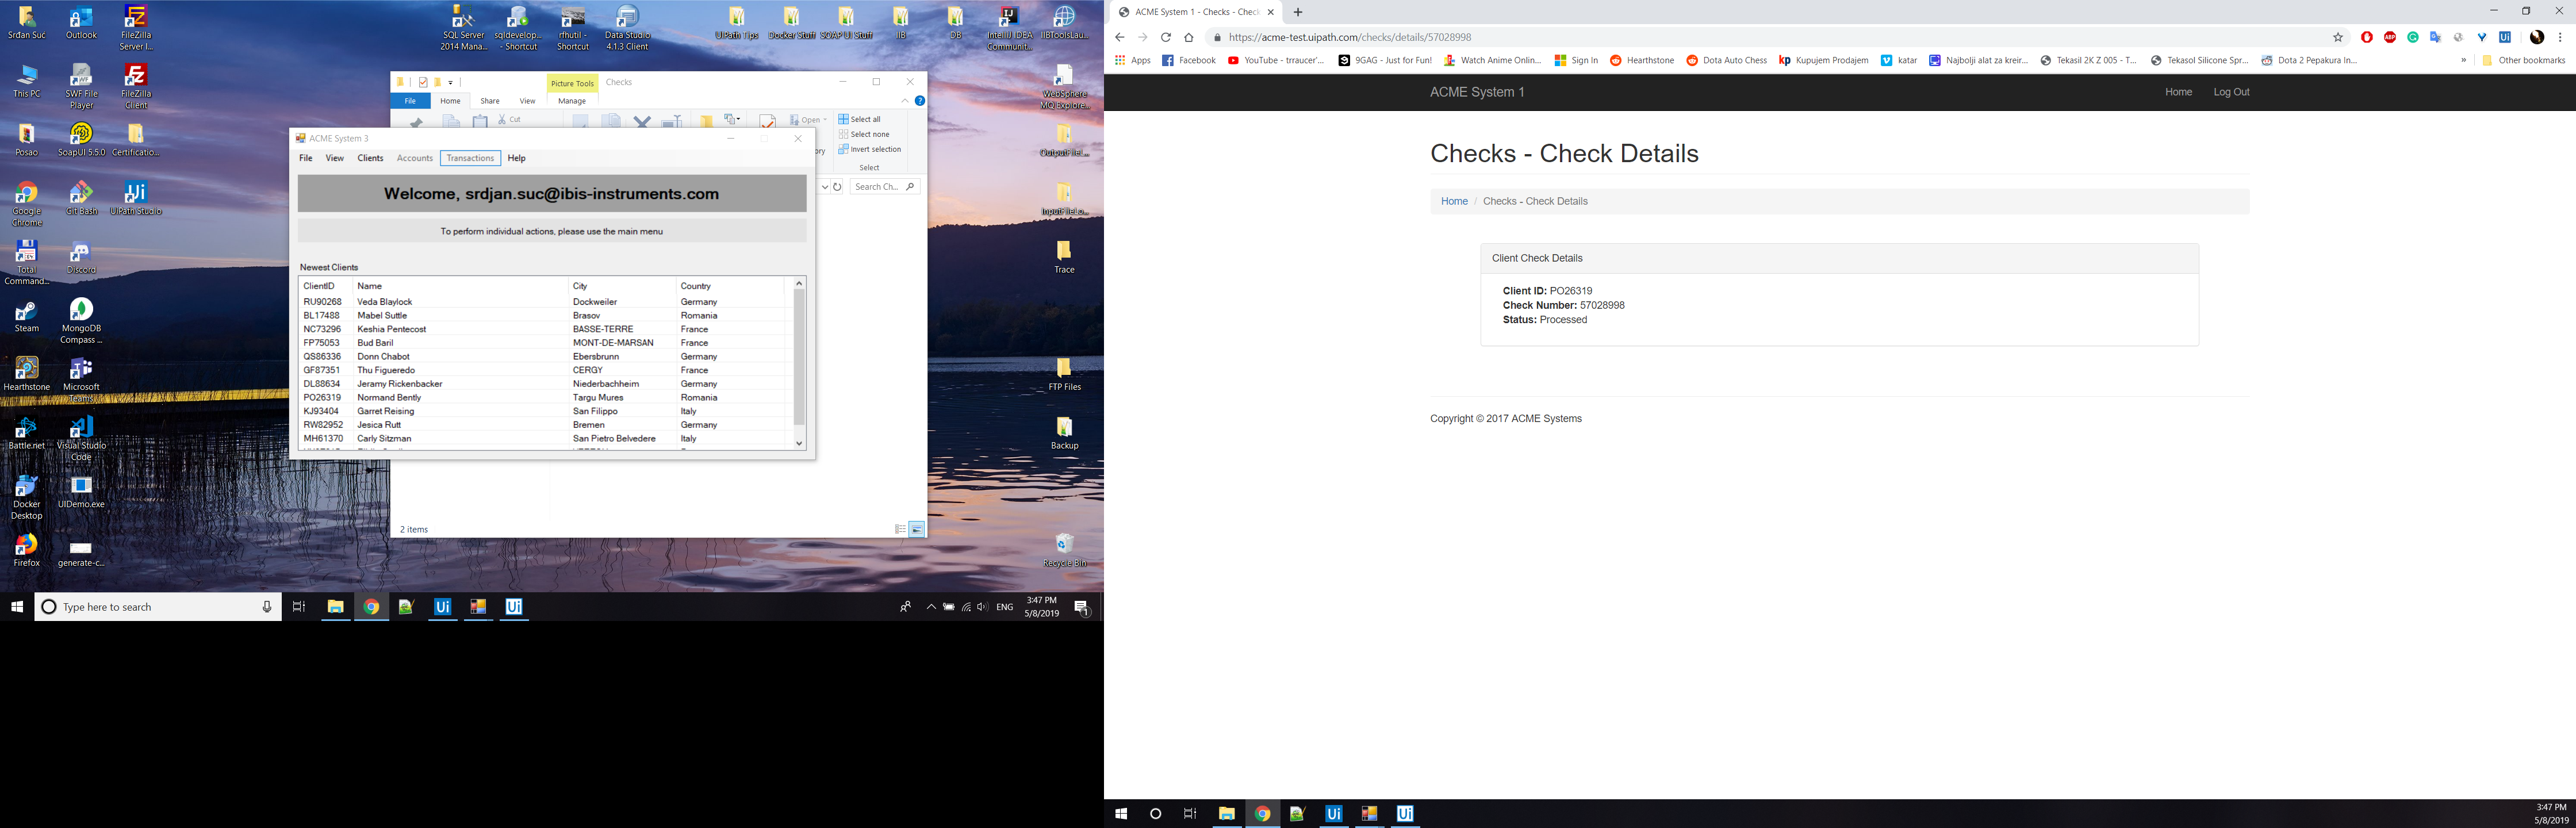 Srđan Suc
Outlook
FileZilla
Server I...
This PC
SWF File
Player
FileZilla
Client
Posao
SoapUI 5.5.0
Certificatio...
Google
Chrome
Git Bash
UiPath Studio
Total
Command...
Discord
Steam
MongoDB
Compass ...
Hearthstone
Microsoft
Teams
Battle.net
Visual Studio
Code
Docker
Desktop
UIDemo.exe
Firefox
generate-c...
SQL Server
2014 Mana...
sqldevelop...
- Shortcut
rfhutil -
Shortcut
Data Studio
4.1.3 Client
UiPath Tips
Docker Stuff
SOAP UI Stuff
IIB
DB
IntelliJ IDEA
Communit...
IIBToolsLau...
WebSphere
MQ Explore...
OutputFileL...
InputFileLo...
Trace
FTP Files
Backup
Recycle Bin
Picture Tools
Checks
File
Home
Share
View
Manage
Cut
Open
Select all
Select none
Invert selection
Select
ory
Search Ch...
2 items
ACME System 3
File View Clients Accounts Transactions Help
Welcome, srdjan.suc@ibis-instruments.com
To perform individual actions, please use the main menu
Newest Clients
ClientID Name City Country
RU90268 Veda Blaylock Dockweiler Germany
BL17488 Mabel Suttle Brasov Romania
NC73296 Keshia Pentecost BASSE-TERRE France
FP75053 Bud Baril MONT-DE-MARSAN France
QS86336 Donn Chabot Ebersbrunn Germany
GF87351 Thu Figueredo CERGY France
DL88634 Jeramy Rickenbacker Niederbachheim Germany
PO26319 Normand Bently Targu Mures Romania
KJ93404 Garret Reising San Filippo Italy
RW82952 Jesica Rutt Bremen Germany
MH61370 Carly Sitzman San Pietro Belvedere Italy
Type here to search
Ui
Ui
ENG
3:47 PM
5/8/2019
1
ACME System 1 - Checks - Chec
https://acme-test.uipath.com/checks/details/57028998
Apps Facebook YouTube - trraucer'... 9GAG - Just for Fun! Watch Anime Onlin... Sign In Hearthstone Dota Auto Chess Kupujem Prodajem katar Najbolji alat za kreir... Tekasil 2K Z 005 - T... Tekasol Silicone Spr... Dota 2 Pepakura In... » Other bookmarks
ACME System 1
Home Log Out
Checks - Check Details
Home / Checks - Check Details
Client Check Details
Client ID: PO26319
Check Number: 57028998
Status: Processed
Copyright © 2017 ACME Systems
Ui
Ui
3:47 PM
5/8/2019